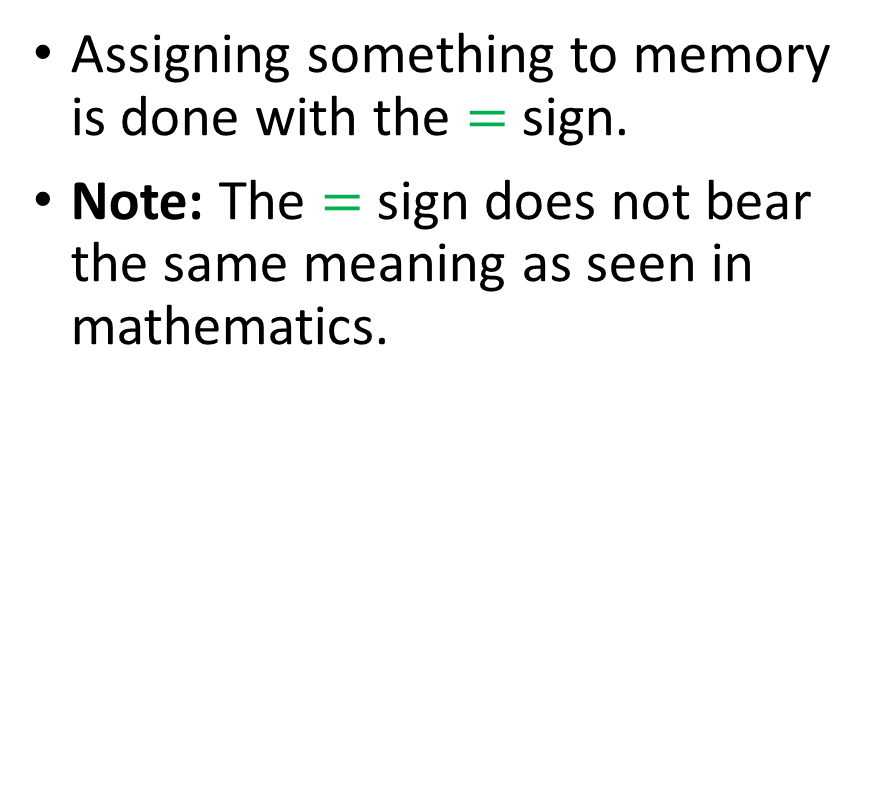 • Assigning something to memory
is done with the = sign.
• Note: The = sign does not bear
the same meaning as seen in
mathematics.